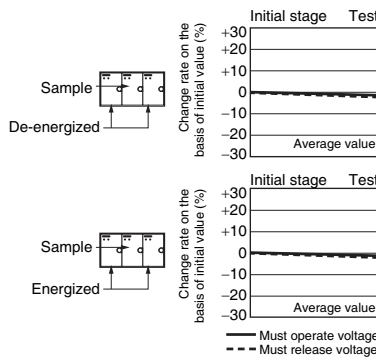 Initial stage Test
Change rate on the
basis of initial value (%)
+30
+20
+10
0
−10
−20
−30
Sample
De-energized
Average value
Initial stage Test
Change rate on the
basis of initial value (%)
+30
+20
+10
0
−10
−20
−30
Sample
Energized
Average value
Must operate voltage
Must release voltage